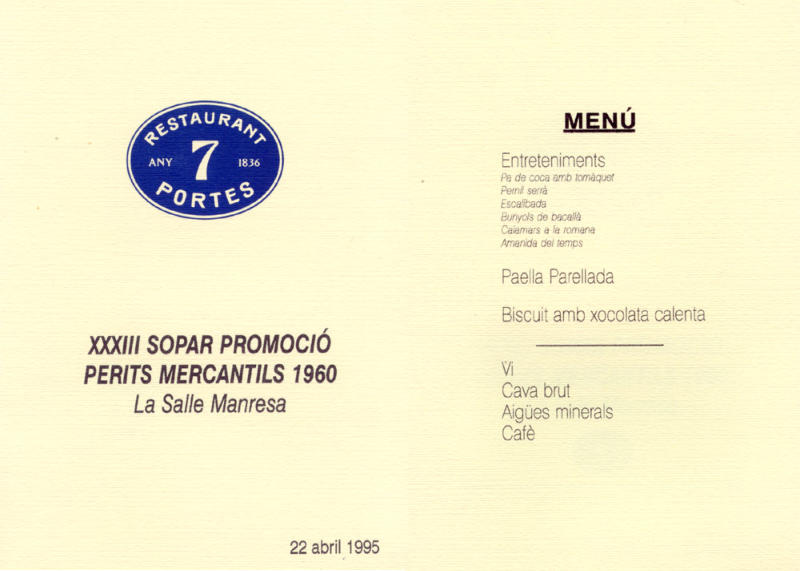 RESTAURANT
ANY 7 1836
PORTES
XXXIII SOPAR PROMOCIÓ
PERITS MERCANTILS 1960
La Salle Manresa
22 abril 1995
MENÚ
Entreteniments
Pa de coca amb tomàquet
Pernil serrà
Escalibada
Bunyols de bacallà
Calamars a la romana
Amanida del temps
Paella Parellada
Biscuit amb xocolata calenta
Vi
Cava brut
Aigües minerals
Cafè